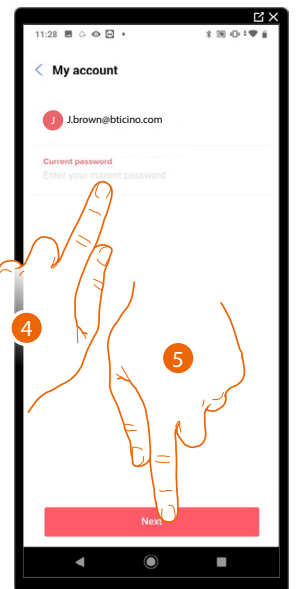 11:28
My account
J J.brown@bticino.com
Current password
Enter your current password
4
5
Next